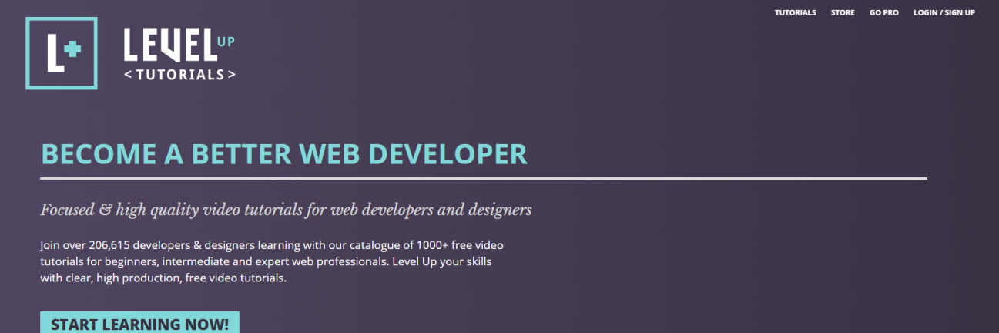 TUTORIALS STORE GO PRO LOGIN / SIGN UP
L+
LEVEL UP
<TUTORIALS>
BECOME A BETTER WEB DEVELOPER
Focused & high quality video tutorials for web developers and designers
Join over 206,615 developers & designers learning with our catalogue of 1000+ free video
tutorials for beginners, intermediate and expert web professionals. Level Up your skills
with clear, high production, free video tutorials.
START LEARNING NOW!